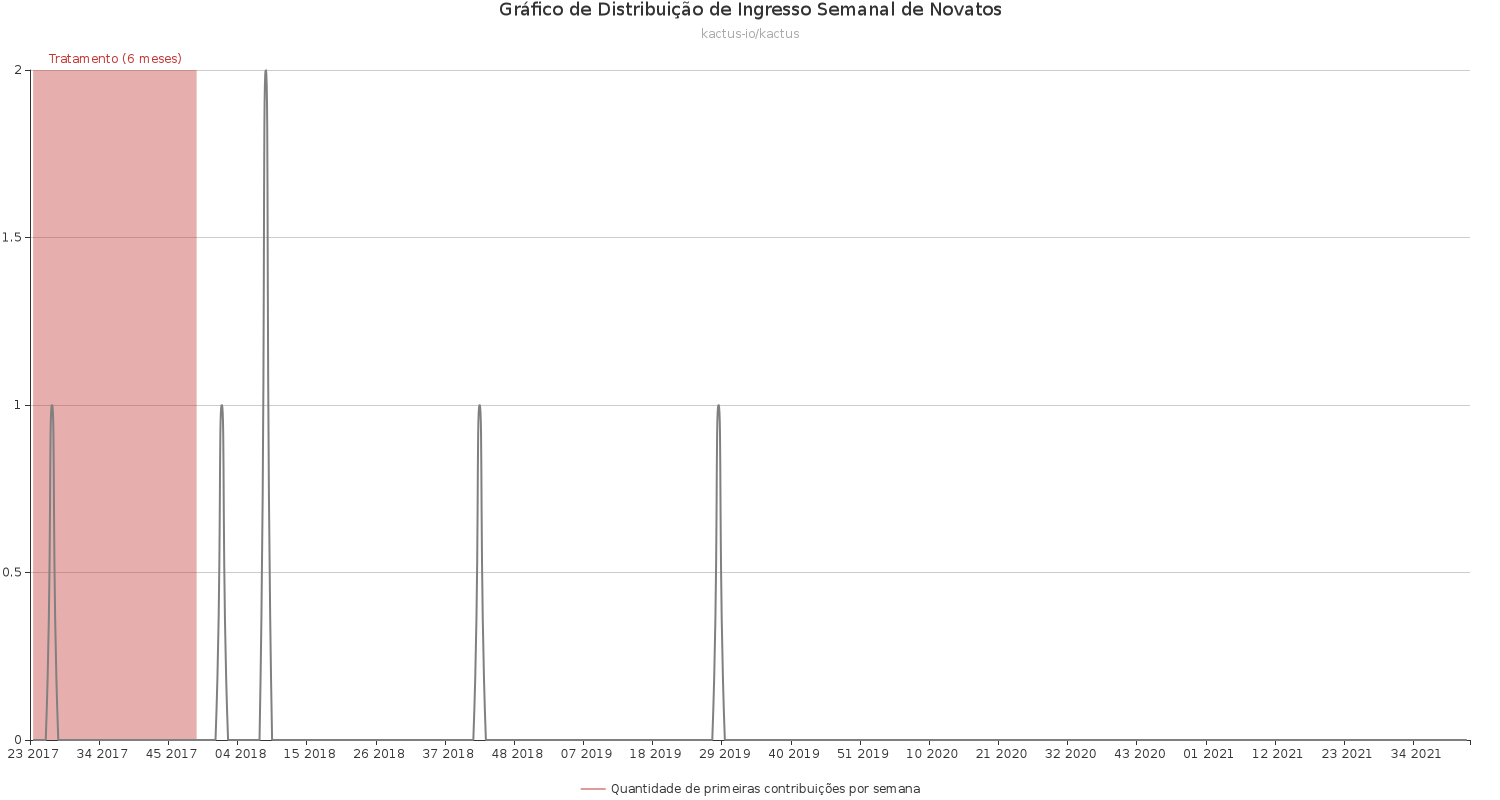 Gráfico de Distribuição de Ingresso Semanal de Novatos
kactus-io/kactus
Tratamento (6 meses)
2
1.5
1
0.5
0
23 2017 34 2017 45 2017 04 2018 15 2018 26 2018 37 2018 48 2018 07 2019 18 2019 29 2019 40 2019 51 2019 10 2020 21 2020 32 2020 43 2020 01 2021 12 2021 23 2021 34 2021
Quantidade de primeiras contribuições por semana